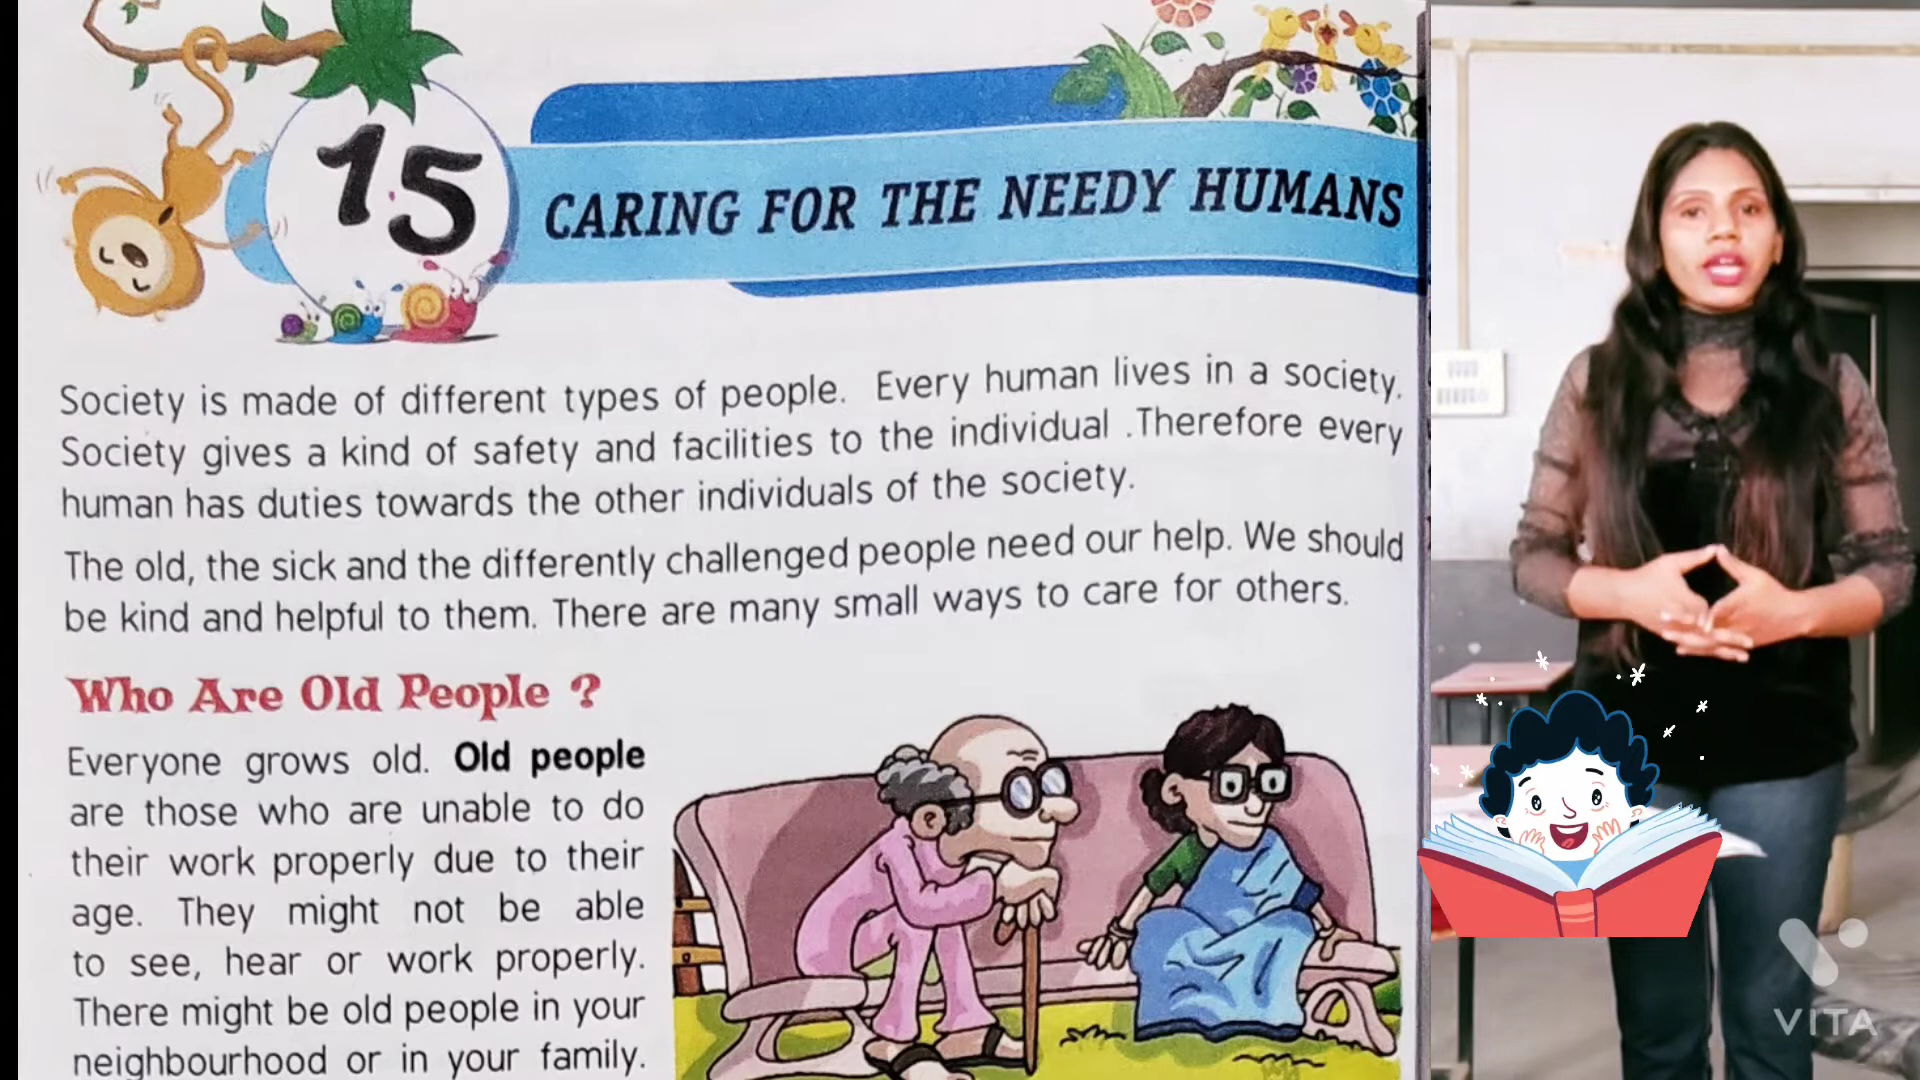 15
CARING FOR THE NEEDY HUMANS
Society is made of different types of people. Every human lives in a society.
Society gives a kind of safety and facilities to the individual .Therefore every
human has duties towards the other individuals of the society.
The old, the sick and the differently challenged people need our help. We should
be kind and helpful to them. There are many small ways to care for others.
Who Are Old People ?
Everyone grows old. Old people
are those who are unable to do
their work properly due to their
age. They might not be able
to see, hear or work properly.
There might be old people in your
neighbourhood or in your family.
VITA